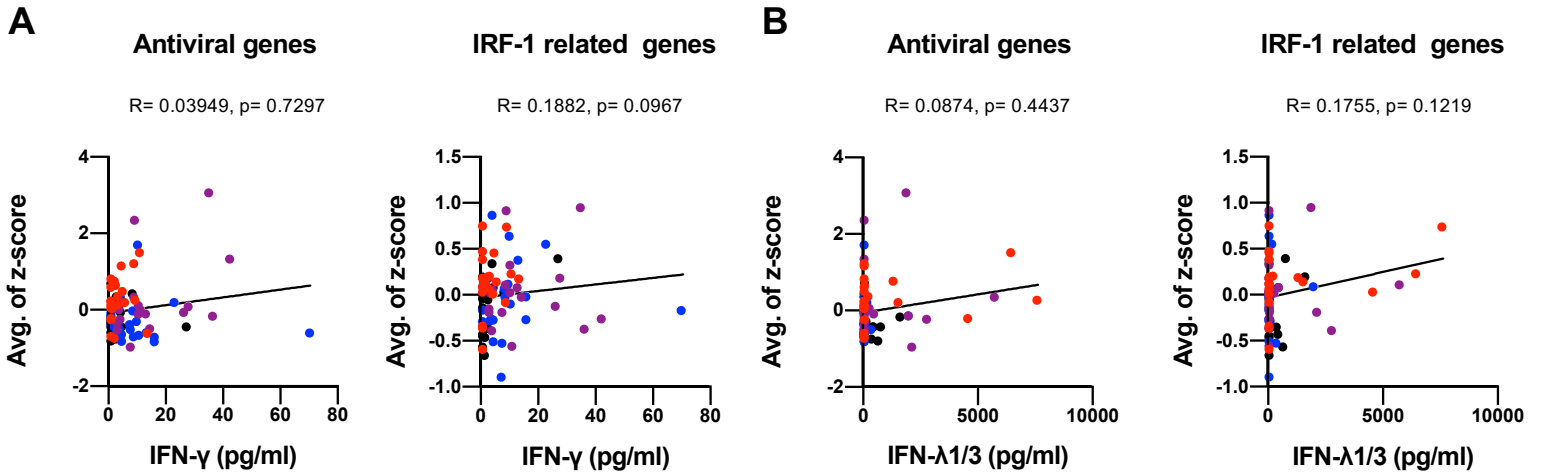 A
Antiviral genes
R= 0.03949, p= 0.7297
Avg. of z-score
4
2
0
-2
0 20 40 60 80
IFN-γ (pg/ml)
IRF-1 related genes
R= 0.1882, p= 0.0967
Avg. of z-score
1.5
1.0
0.5
0.0
-0.5
-1.0
0 20 40 60 80
IFN-γ (pg/ml)
B
Antiviral genes
R= 0.0874, p= 0.4437
Avg. of z-score
4
2
0
-2
0 5000 10000
IFN-λ1/3 (pg/ml)
IRF-1 related genes
R= 0.1755, p= 0.1219
Avg. of z-score
1.5
1.0
0.5
0.0
-0.5
-1.0
0 5000 10000
IFN-λ1/3 (pg/ml)